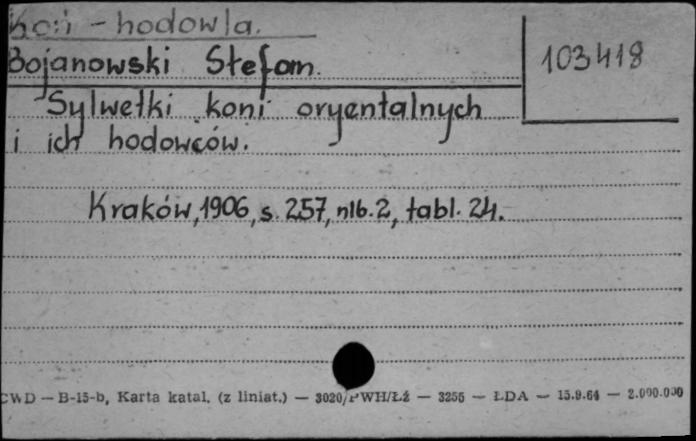 Koń - hodowla.
103418
Bojanowski Stefan.
Sylwetki koni oryentalnych
i ich hodowców.
Kraków, 1906, s. 257, nlb. 2, tabl. 24.
CWD — B-15-b, Karta katal. (z liniat.) — 3020/PWH/Łź — 3256 — ŁDA — 15.9.64 — 2.000.000